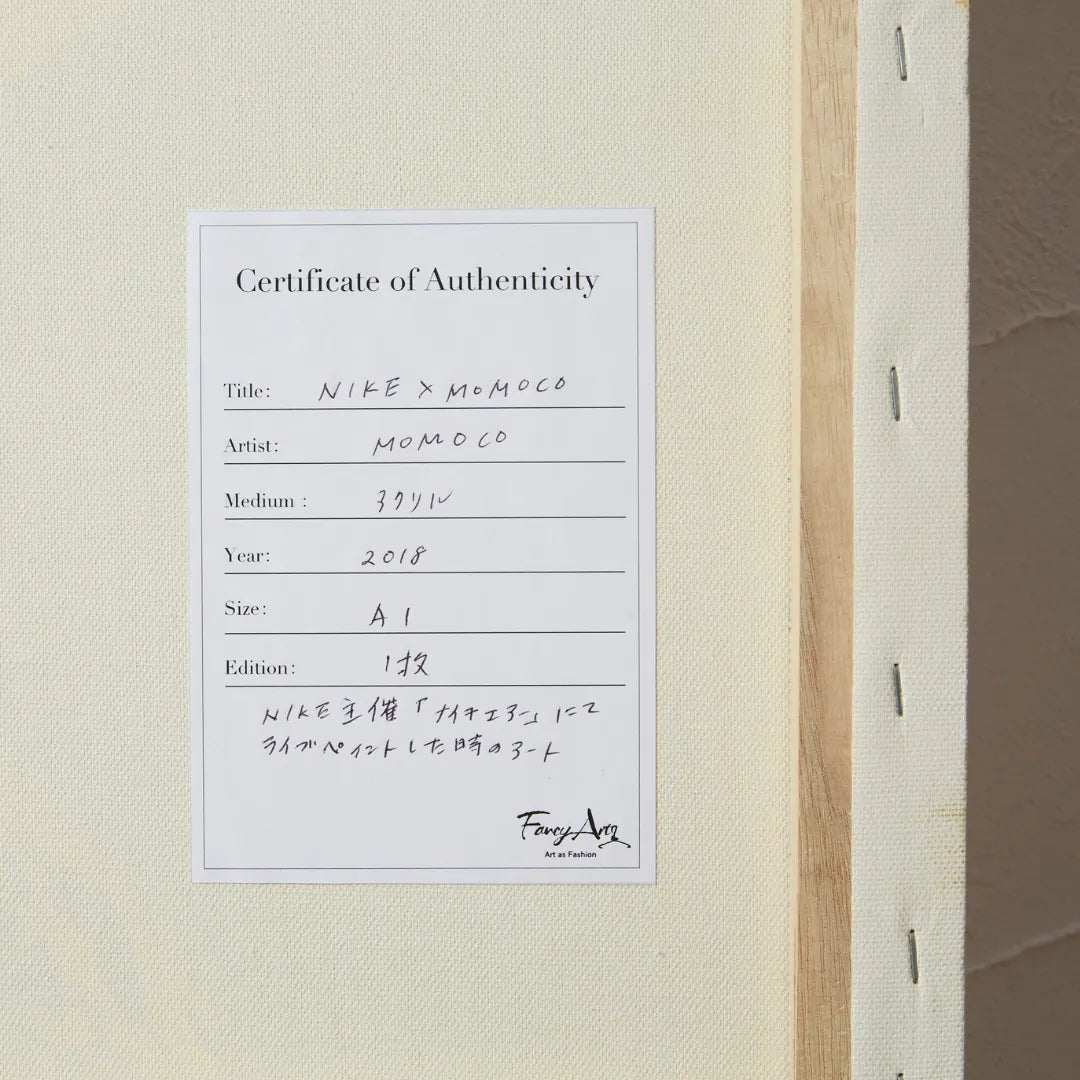 Certificate of Authenticity
Title: NIKE × MOMOCO
Artist: MOMOCO
Medium : アクリル
Year: 2018
Size: A1
Edition: 1枚
NIKE主催「ナイキエアー」にて
ライブペイントした時のアート
Fancy Artq
Art as Fashion